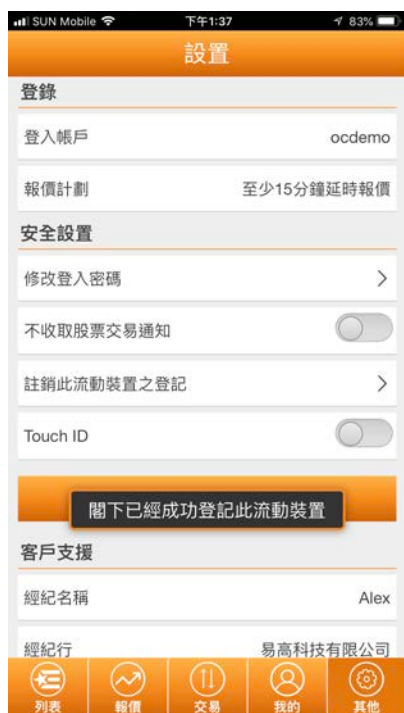 SUN Mobile 下午1:37 83%
設置
登錄
登入帳戶 ocdemo
報價計劃 至少15分鐘延時報價
安全設置
修改登入密碼
不收取股票交易通知
註銷此流動裝置之登記
Touch ID
閣下已經成功登記此流動裝置
客戶支援
經紀名稱 Alex
經紀行 易高科技有限公司
列表 報價 交易 我的 其他